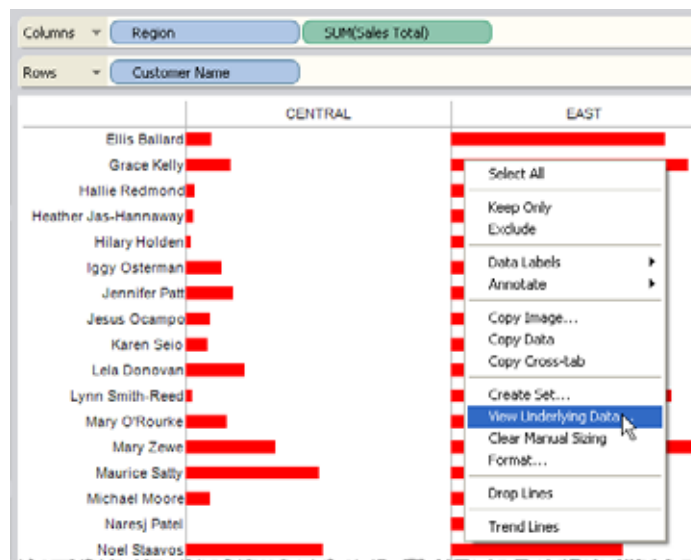 Columns Region SUM(Sales Total)
Rows Customer Name
CENTRAL EAST
Ellis Ballard
Grace Kelly
Hallie Redmond
Heather Jas-Hannaway
Hilary Holden
Iggy Osterman
Jennifer Patt
Jesus Ocampo
Karen Seio
Lela Donovan
Lynn Smith-Reed
Mary O'Rourke
Mary Zewe
Maurice Satty
Michael Moore
Naresj Patel
Noel Staavos
Select All
Keep Only
Exclude
Data Labels
Annotate
Copy Image...
Copy Data
Copy Cross-tab
Create Set...
View Underlying Data...
Clear Manual Sizing
Format...
Drop Lines
Trend Lines